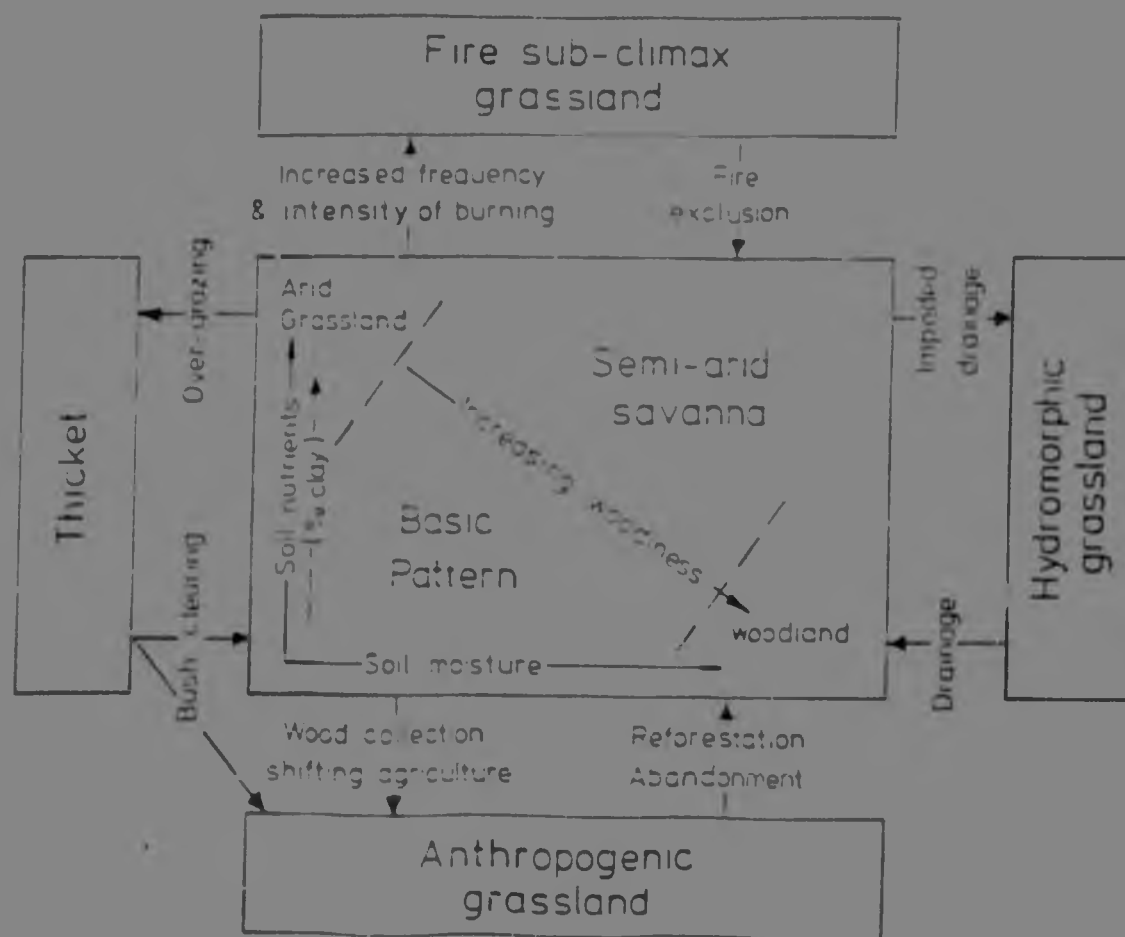 Fire sub-climax
grassland
Increased frequency
& intensity of burning
Fire
exclusion
Over-grazing
Thicket
Bush clearing
Arid
Grassland
Soil nutrients
(% clay)
Increasing woodiness
Semi-arid
savanna
Basic
Pattern
woodland
Soil moisture
Impeded
drainage
Hydromorphic
grassland
Drainage
Wood collection
shifting agriculture
Reforestation
Abandonment
Anthropogenic
grassland